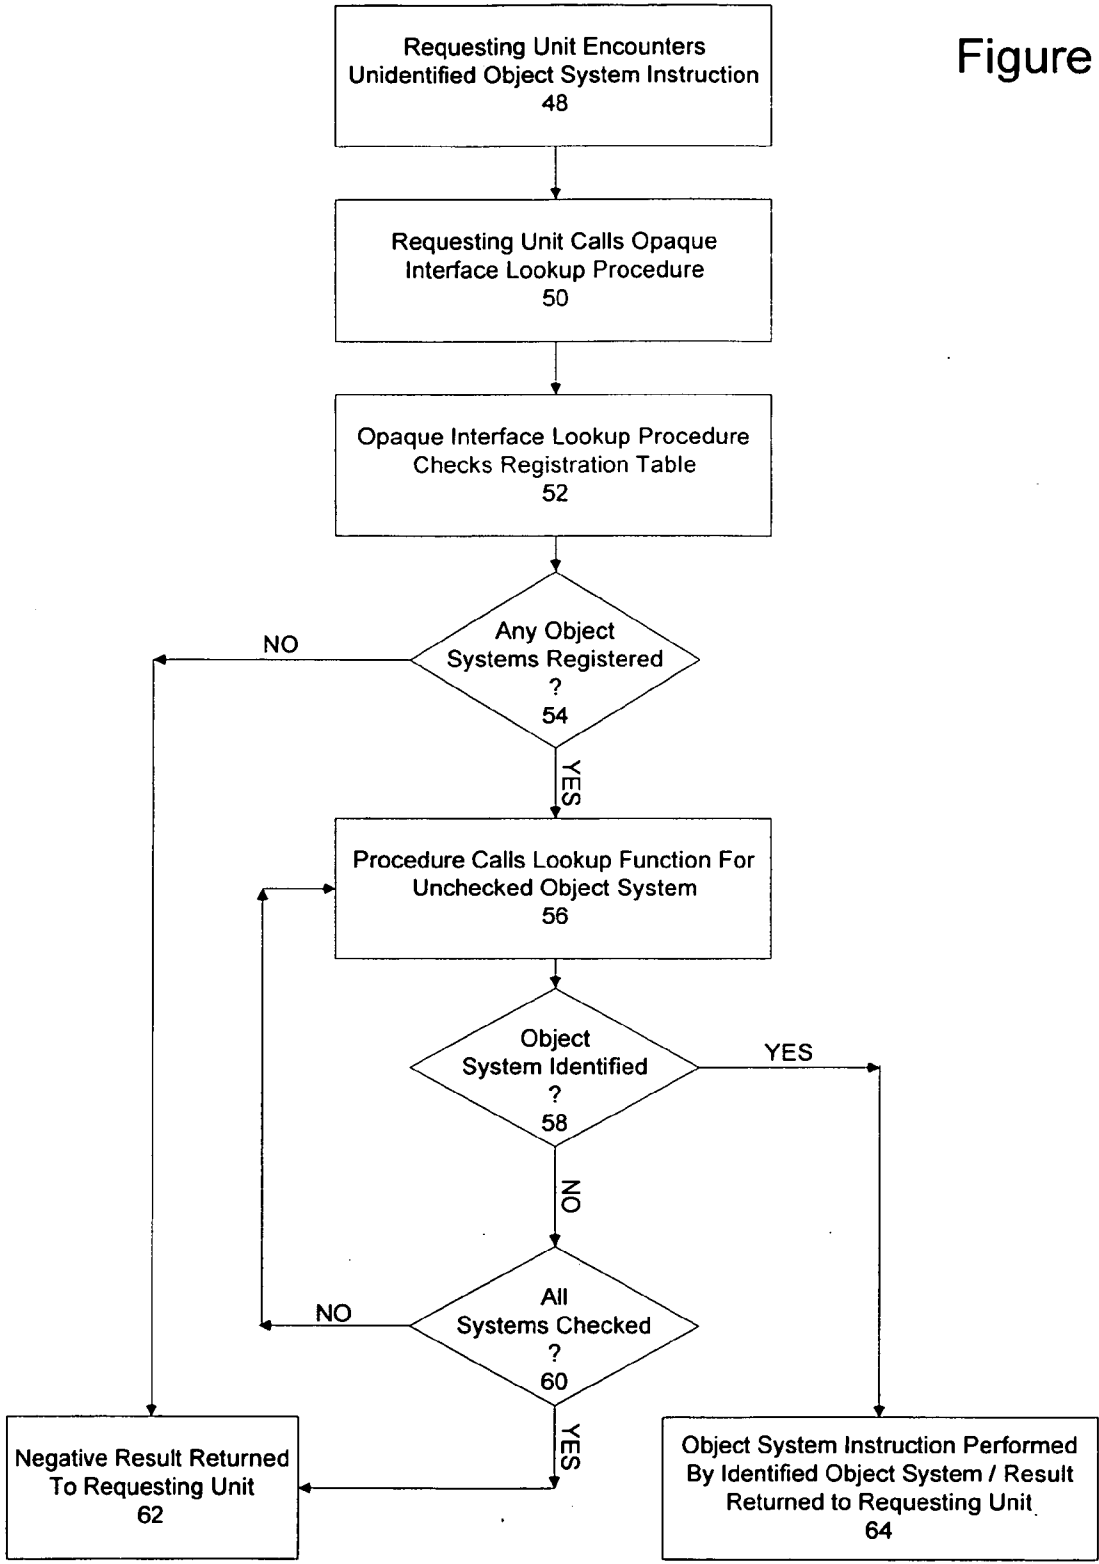 Figure
Requesting Unit Encounters
Unidentified Object System Instruction
48
Requesting Unit Calls Opaque
Interface Lookup Procedure
50
Opaque Interface Lookup Procedure
Checks Registration Table
52
Any Object
Systems Registered
?
54
NO
YES
Procedure Calls Lookup Function For
Unchecked Object System
56
Object
System Identified
?
58
YES
NO
All
Systems Checked
?
60
NO
YES
Negative Result Returned
To Requesting Unit
62
Object System Instruction Performed
By Identified Object System / Result
Returned to Requesting Unit
64